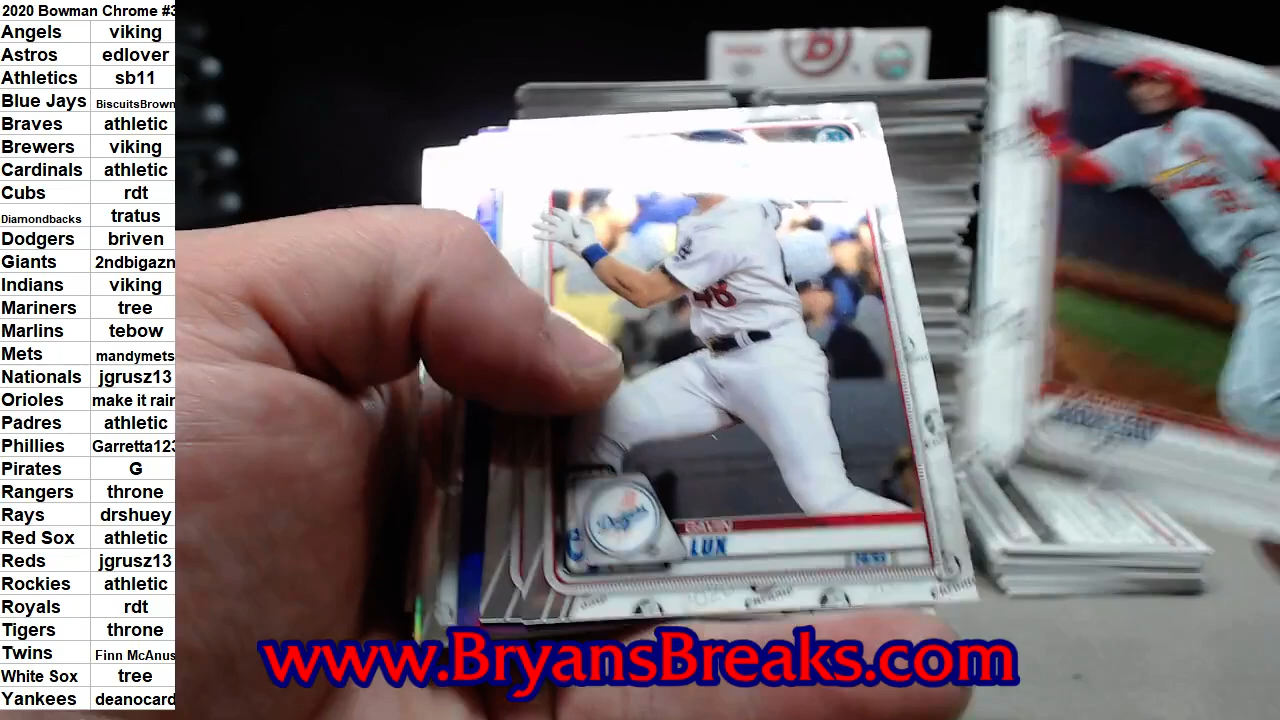 2020 Bowman Chrome #3
Angels viking
Astros edlover
Athletics sb11
Blue Jays BiscuitsBrown
Braves athletic
Brewers viking
Cardinals athletic
Cubs rdt
Diamondbacks tratus
Dodgers briven
Giants 2ndbigazn
Indians viking
Mariners tree
Marlins tebow
Mets mandymets
Nationals jgrusz13
Orioles make it rain
Padres athletic
Phillies Garretta123
Pirates G
Rangers throne
Rays drshuey
Red Sox athletic
Reds jgrusz13
Rockies athletic
Royals rdt
Tigers throne
Twins Finn McAnus
White Sox tree
Yankees deanocard
B
48
Dodgers
GAVIN
LUX
www.BryansBreaks.com